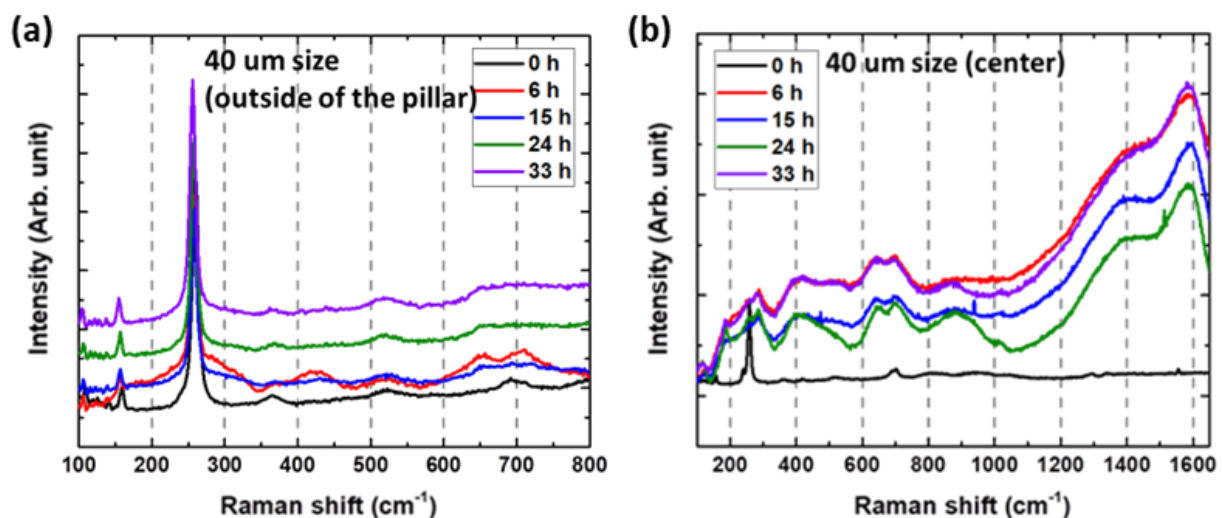 (a)
40 um size
(outside of the pillar)
0 h
6 h
15 h
24 h
33 h
Intensity (Arb. unit)
100 200 300 400 500 600 700 800
Raman shift (cm⁻¹)
(b)
40 um size (center)
0 h
6 h
15 h
24 h
33 h
Intensity (Arb. unit)
200 400 600 800 1000 1200 1400 1600
Raman shift (cm⁻¹)